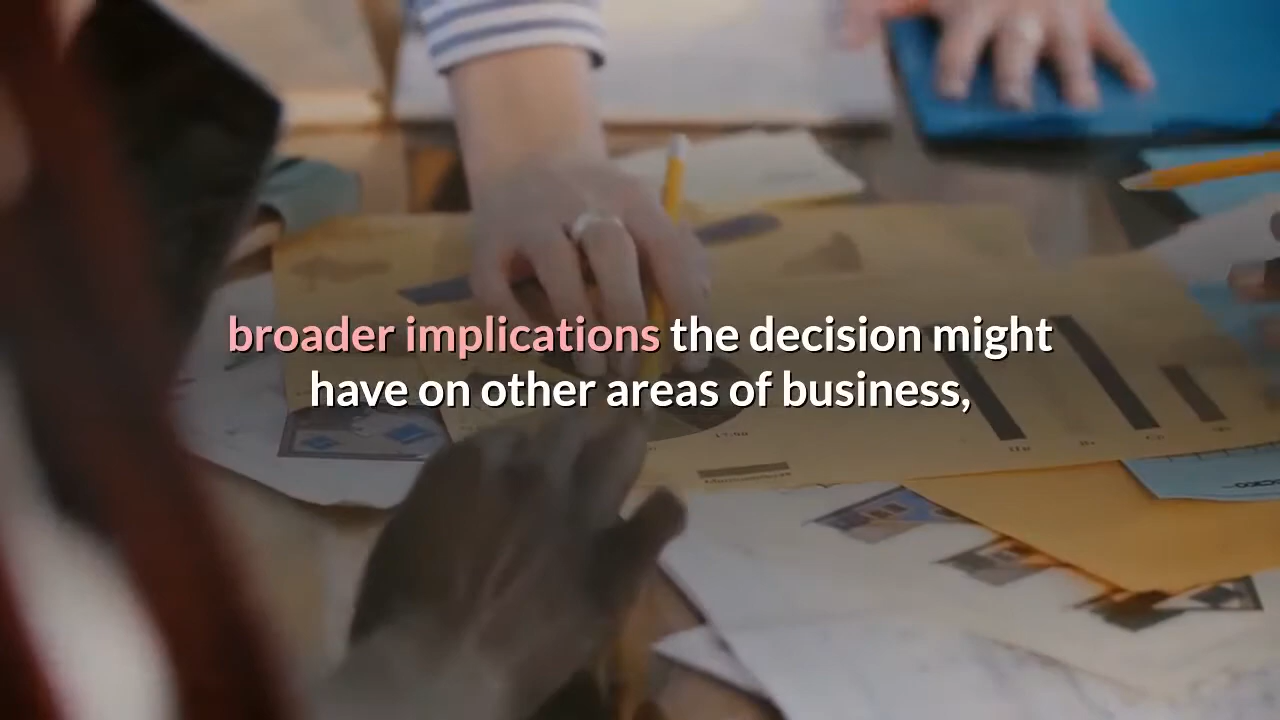 broader implications the decision might
have on other areas of business,